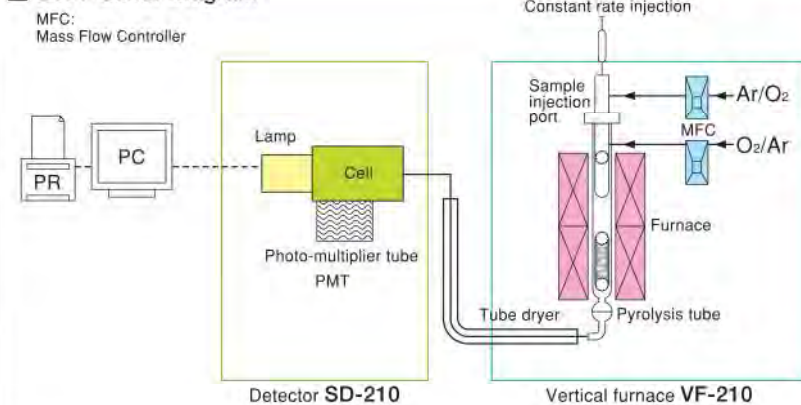 MFC:
Mass Flow Controller
Constant rate injection
Sample
injection
port
Ar/O₂
MFC
O₂/Ar
Lamp
PR
PC
Cell
Furnace
Photo-multiplier tube
PMT
Tube dryer
Pyrolysis tube
Detector SD-210
Vertical furnace VF-210